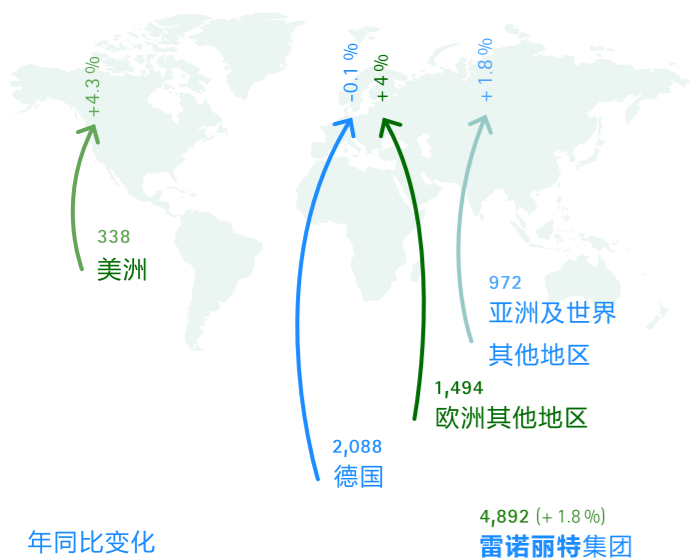 +4.3 %
-0.1 %
+ 4 %
+ 1.8 %
338
美洲
972
亚洲及世界
其他地区
1,494
欧洲其他地区
2,088
德国
4,892 (+ 1.8 %)
雷诺丽特集团
年同比变化